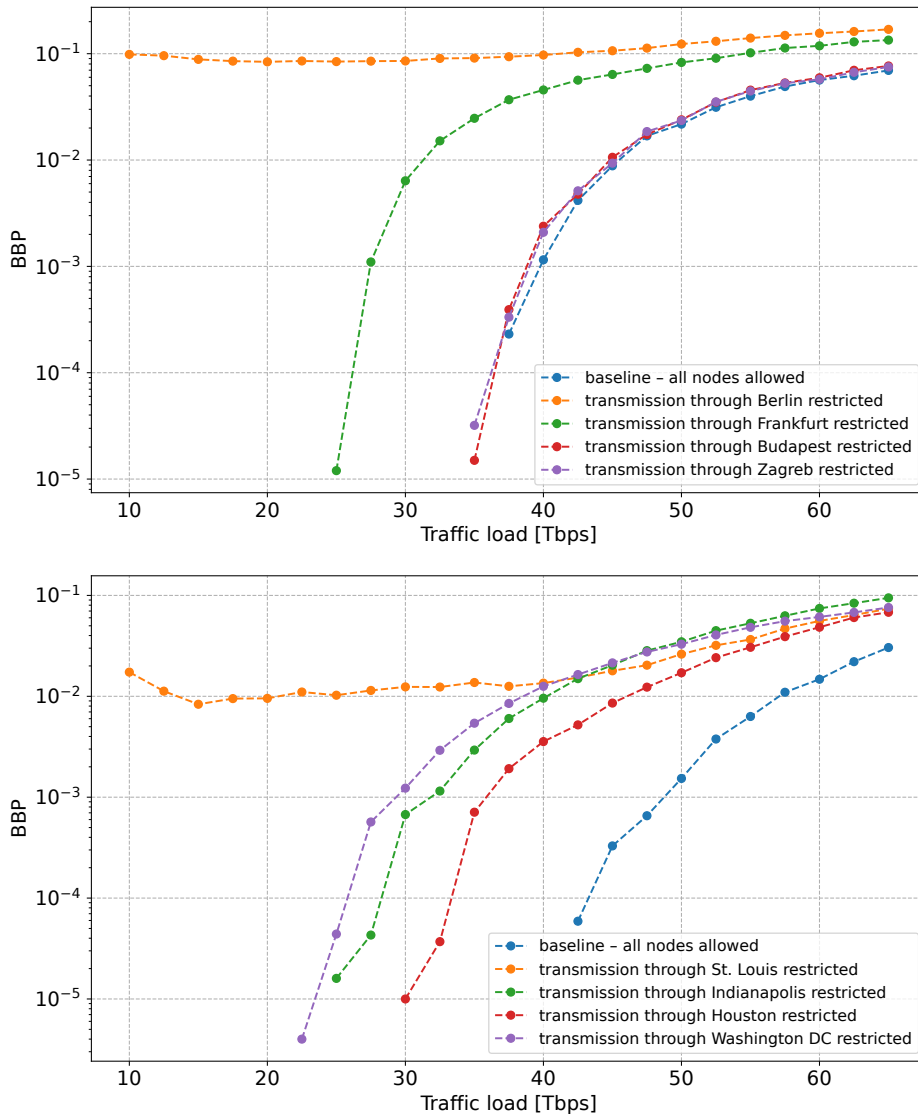 10⁻¹
10⁻²
10⁻³
10⁻⁴
10⁻⁵
BBP
baseline – all nodes allowed
transmission through Berlin restricted
transmission through Frankfurt restricted
transmission through Budapest restricted
transmission through Zagreb restricted
10 20 30 40 50 60
Traffic load [Tbps]
10⁻¹
10⁻²
10⁻³
10⁻⁴
10⁻⁵
BBP
baseline – all nodes allowed
transmission through St. Louis restricted
transmission through Indianapolis restricted
transmission through Houston restricted
transmission through Washington DC restricted
10 20 30 40 50 60
Traffic load [Tbps]